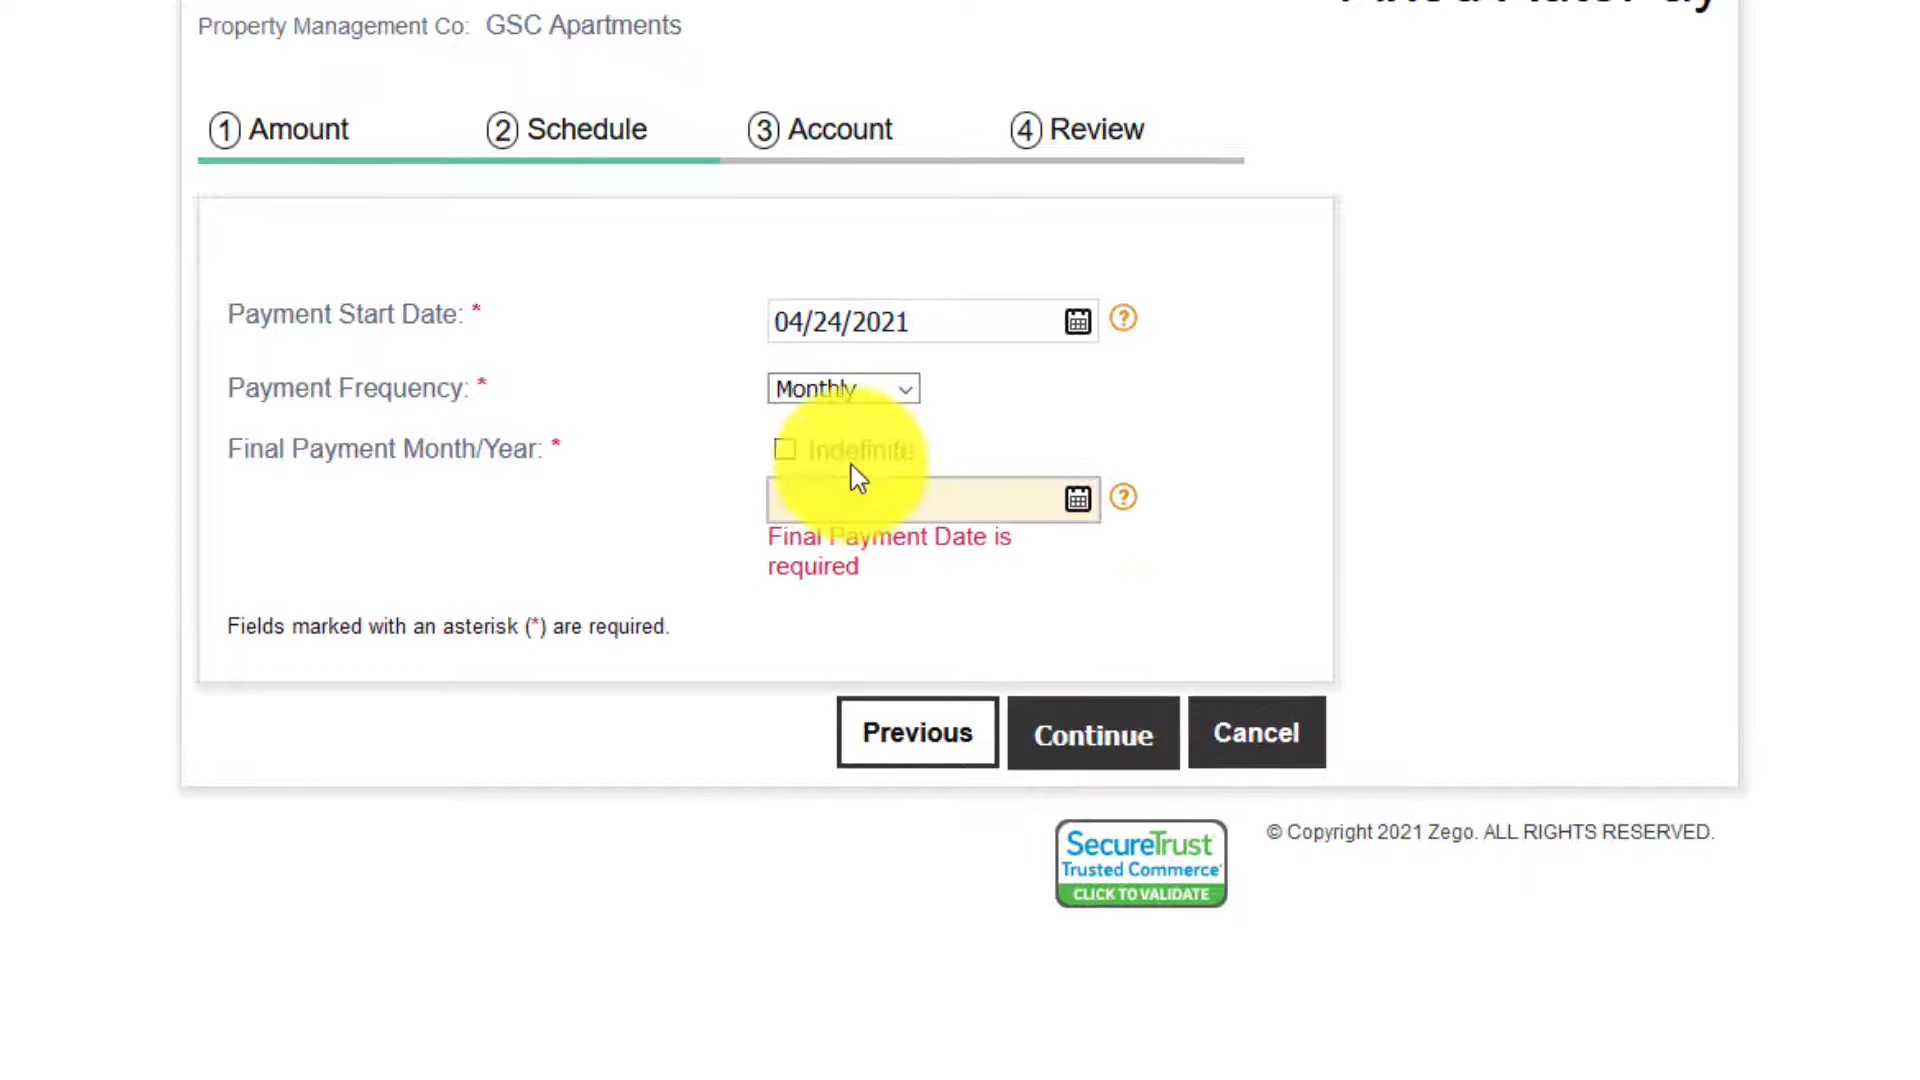 Property Management Co: GSC Apartments
1 Amount 2 Schedule 3 Account 4 Review
Payment Start Date: * 04/24/2021 ?
Payment Frequency: * Monthly
Final Payment Month/Year: * Indefinite
?
Final Payment Date is
required
Fields marked with an asterisk (*) are required.
Previous Continue Cancel
SecureTrust
Trusted Commerce
CLICK TO VALIDATE
© Copyright 2021 Zego. ALL RIGHTS RESERVED.